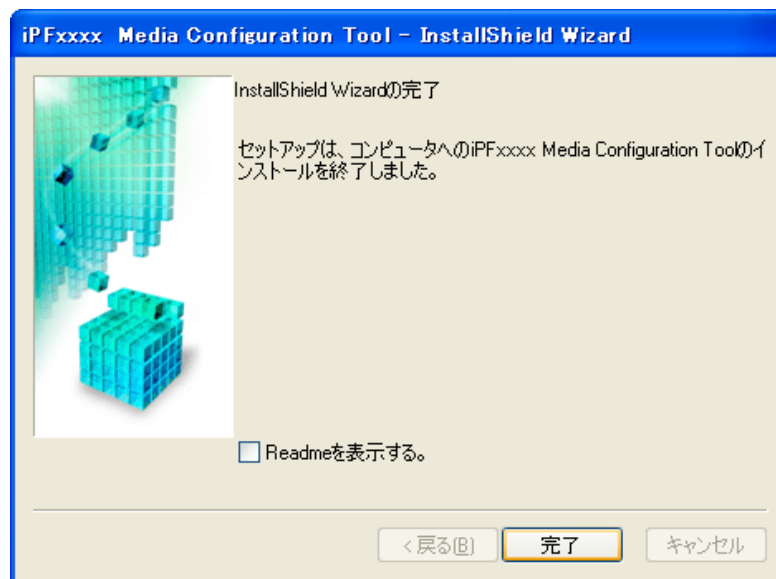 iPFxxxx Media Configuration Tool - InstallShield Wizard
InstallShield Wizardの完了
セットアップは、コンピュータへのiPFxxxx Media Configuration Toolのイ
ンストールを終了しました。
Readmeを表示する。
< 戻る(B)
完了
キャンセル